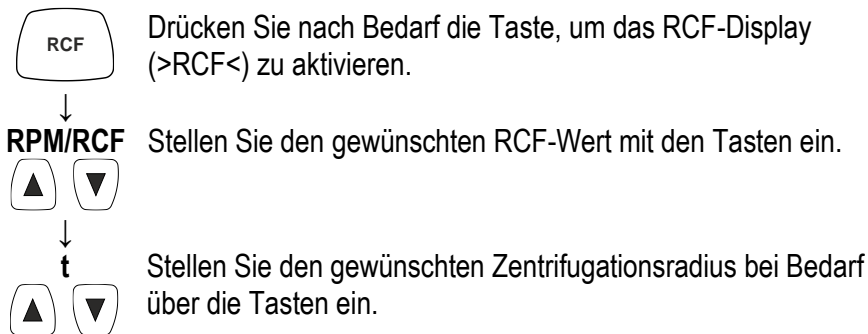 RCF
Drücken Sie nach Bedarf die Taste, um das RCF-Display
(>RCF<) zu aktivieren.
↓
RPM/RCF Stellen Sie den gewünschten RCF-Wert mit den Tasten ein.
▲ ▼
↓
t Stellen Sie den gewünschten Zentrifugationsradius bei Bedarf
▲ ▼ über die Tasten ein.